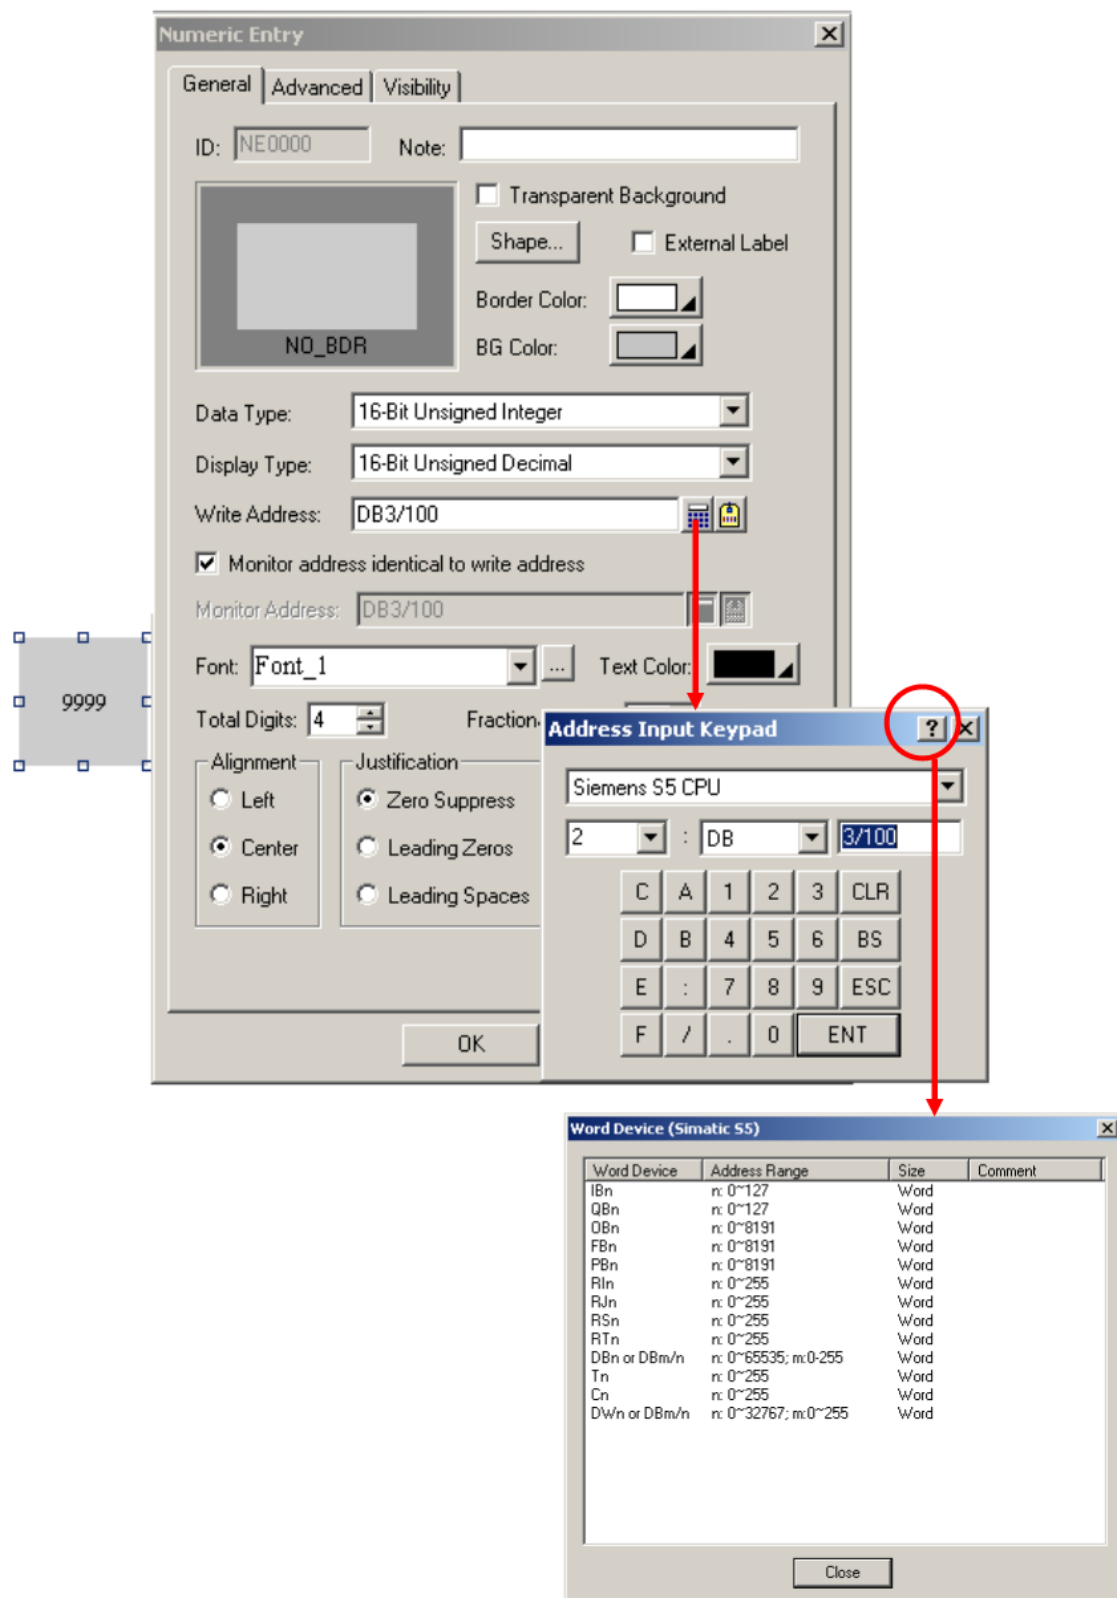 Numeric Entry
General Advanced Visibility
ID: NE0000 Note:
Transparent Background
Shape... External Label
Border Color:
NO_BDR BG Color:
Data Type: 16-Bit Unsigned Integer
Display Type: 16-Bit Unsigned Decimal
Write Address: DB3/100
Monitor address identical to write address
Monitor Address: DB3/100
Font: Font_1 ... Text Color:
9999
Total Digits: 4
Alignment Justification
Left Zero Suppress
Center Leading Zeros
Right Leading Spaces
OK
Address Input Keypad ?
Siemens S5 CPU
2 : DB 3/100
C A 1 2 3 CLR
D B 4 5 6 BS
E : 7 8 9 ESC
F / . 0 ENT
Word Device (Simatic S5)
Word Device Address Range Size Comment
IBn n: 0~127 Word
QBn n: 0~127 Word
OBn n: 0~8191 Word
FBn n: 0~8191 Word
PBn n: 0~8191 Word
RIn n: 0~255 Word
RJn n: 0~255 Word
RSn n: 0~255 Word
RTn n: 0~255 Word
DBn or DBm/n n: 0~65535; m:0-255 Word
Tn n: 0~255 Word
Cn n: 0~255 Word
DWn or DBm/n n: 0~32767; m:0~255 Word
Close